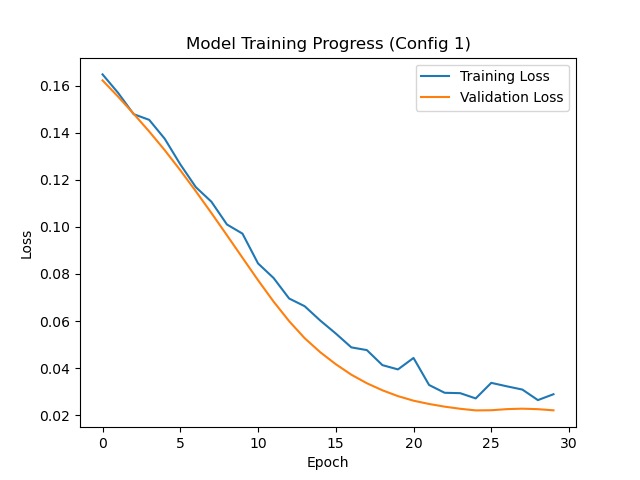 Model Training Progress (Config 1)
Training Loss
Validation Loss
Loss
0.16
0.14
0.12
0.10
0.08
0.06
0.04
0.02
0 5 10 15 20 25 30
Epoch